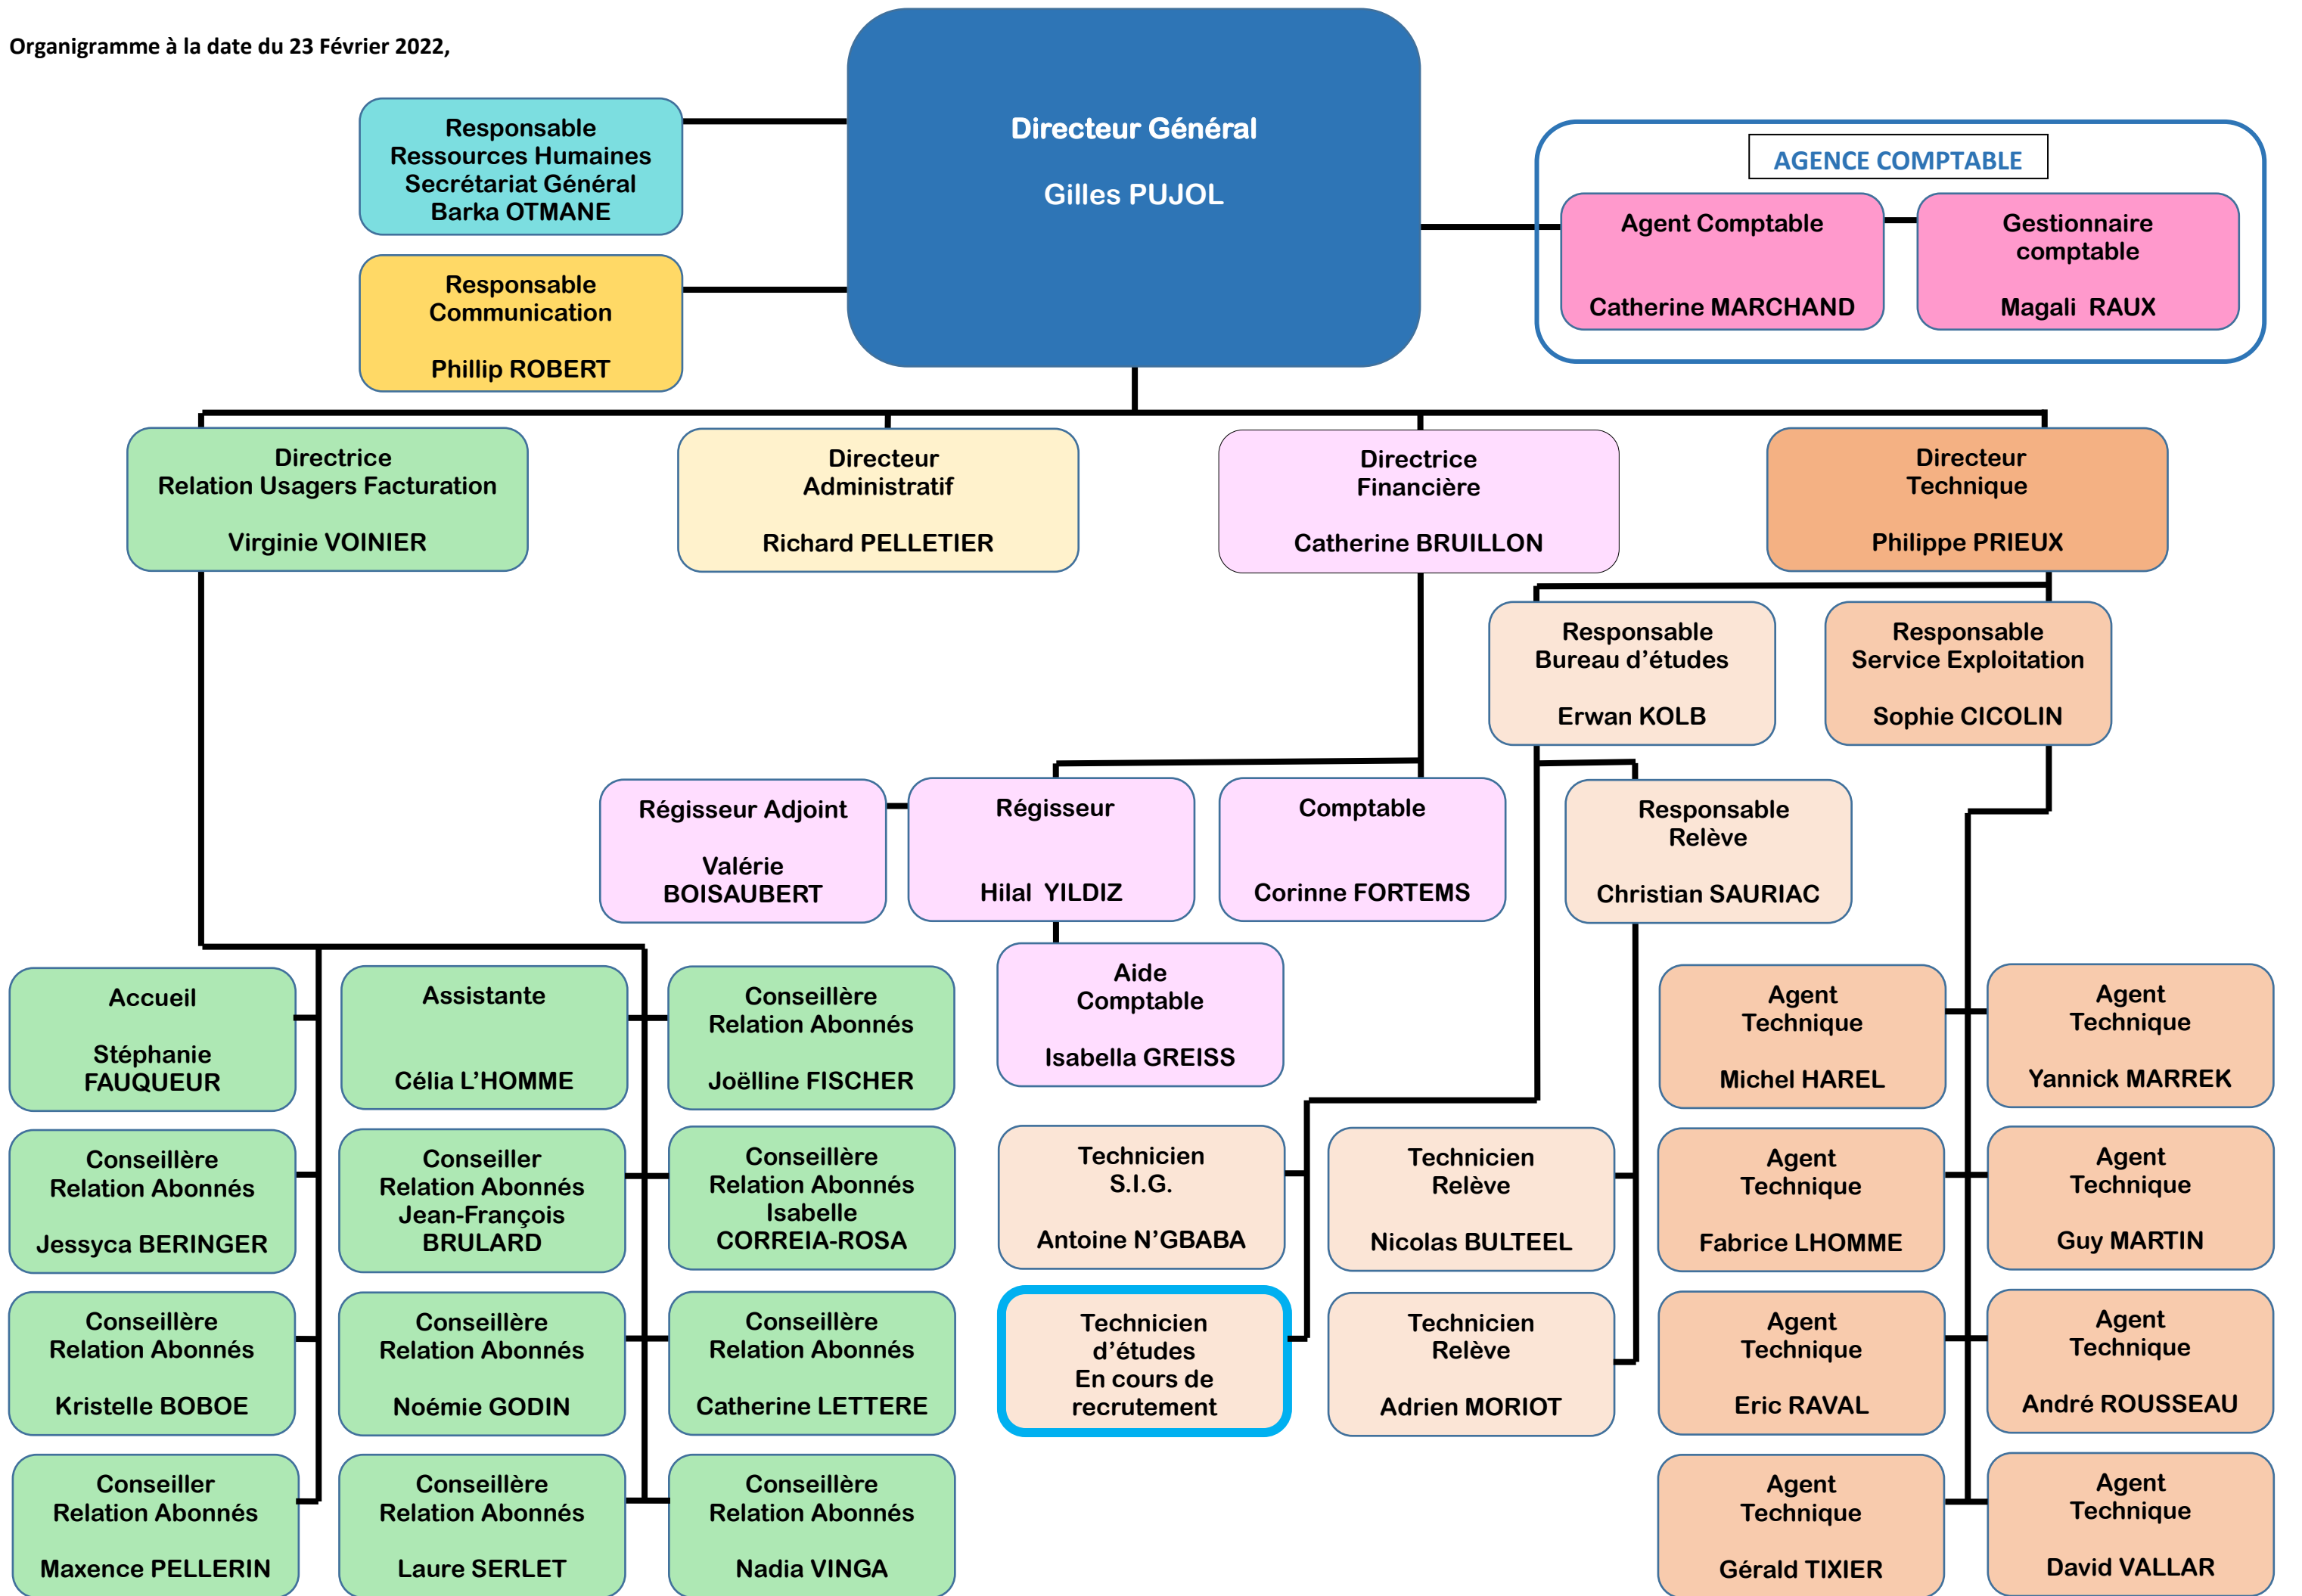 Organigramme à la date du 23 Février 2022,
Directeur Général
Gilles PUJOL
Responsable
Ressources Humaines
Secrétariat Général
Barka OTMANE
Responsable
Communication
Phillip ROBERT
AGENCE COMPTABLE
Agent Comptable
Catherine MARCHAND
Gestionnaire
comptable
Magali RAUX
Directrice
Relation Usagers Facturation
Virginie VOINIER
Directeur
Administratif
Richard PELLETIER
Directrice
Financière
Catherine BRUILLON
Directeur
Technique
Philippe PRIEUX
Responsable
Bureau d’études
Erwan KOLB
Responsable
Service Exploitation
Sophie CICOLIN
Régisseur Adjoint
Valérie
BOISAUBERT
Régisseur
Hilal YILDIZ
Comptable
Corinne FORTEMS
Responsable
Relève
Christian SAURIAC
Accueil
Stéphanie
FAUQUEUR
Assistante
Célia L’HOMME
Conseillère
Relation Abonnés
Joëlline FISCHER
Aide
Comptable
Isabella GREISS
Agent
Technique
Michel HAREL
Agent
Technique
Yannick MARREK
Conseillère
Relation Abonnés
Jessyca BERINGER
Conseiller
Relation Abonnés
Jean-François
BRULARD
Conseillère
Relation Abonnés
Isabelle
CORREIA-ROSA
Technicien
S.I.G.
Antoine N’GBABA
Technicien
Relève
Nicolas BULTEEL
Agent
Technique
Fabrice LHOMME
Agent
Technique
Guy MARTIN
Conseillère
Relation Abonnés
Kristelle BOBOE
Conseillère
Relation Abonnés
Noémie GODIN
Conseillère
Relation Abonnés
Catherine LETTERE
Technicien
d’études
En cours de
recrutement
Technicien
Relève
Adrien MORIOT
Agent
Technique
Eric RAVAL
Agent
Technique
André ROUSSEAU
Conseiller
Relation Abonnés
Maxence PELLERIN
Conseillère
Relation Abonnés
Laure SERLET
Conseillère
Relation Abonnés
Nadia VINGA
Agent
Technique
Gérald TIXIER
Agent
Technique
David VALLAR